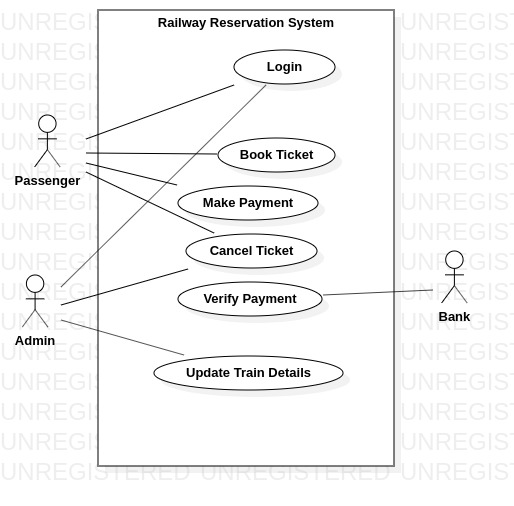 Railway Reservation System
Login
Book Ticket
Passenger
Make Payment
Cancel Ticket
Verify Payment
Bank
Admin
Update Train Details
UNREGISTERED UNREGISTERED UNREGIST